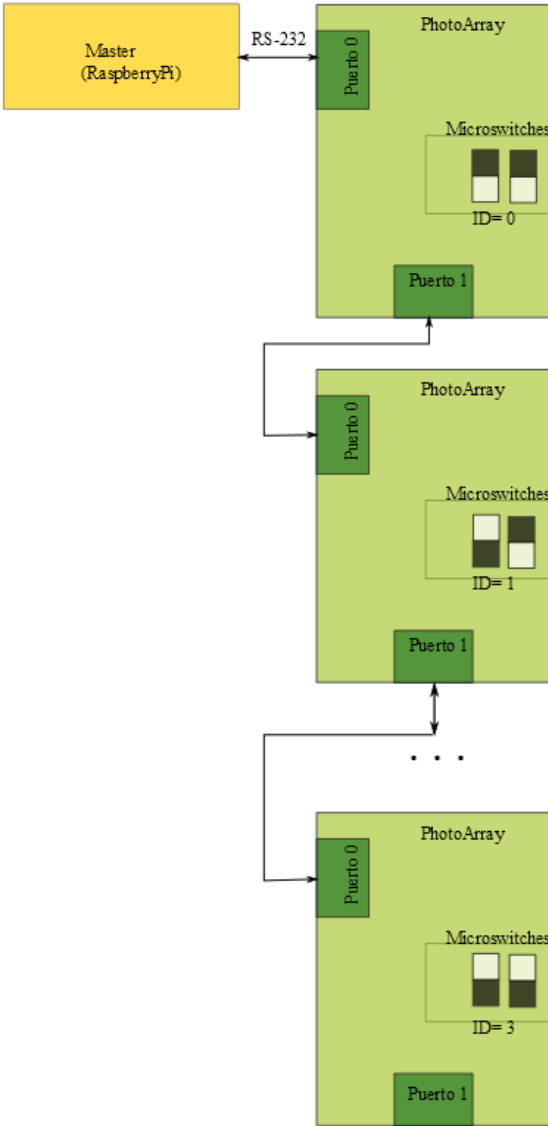 Master
(RaspberryPi)
RS-232
PhotoArray
Puerto 0
Microswitches
ID= 0
Puerto 1
PhotoArray
Puerto 0
Microswitches
ID= 1
Puerto 1
. . .
PhotoArray
Puerto 0
Microswitches
ID= 3
Puerto 1